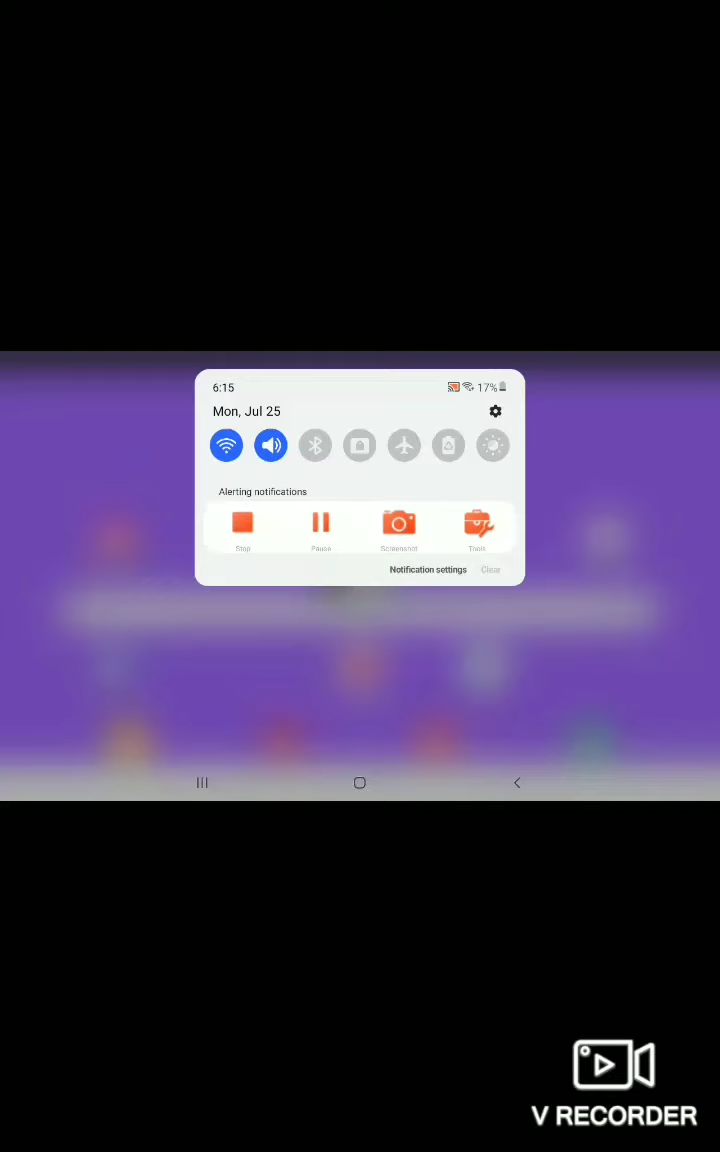 6:15 17%
Mon, Jul 25
Alerting notifications
Stop Pause Screenshot Tools
Notification settings Clear
V RECORDER